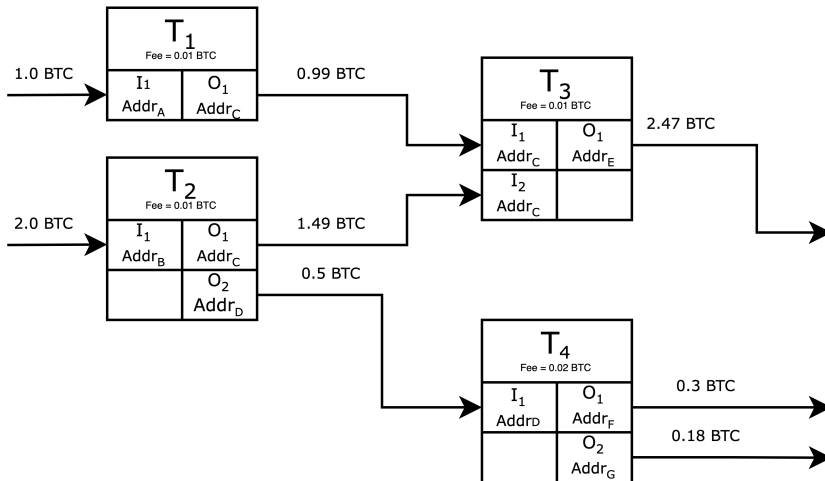 T1
Fee = 0.01 BTC
1.0 BTC
I1
AddrA
O1
AddrC
0.99 BTC
T2
Fee = 0.01 BTC
2.0 BTC
I1
AddrB
O1
AddrC
1.49 BTC
O2
AddrD
0.5 BTC
T3
Fee = 0.01 BTC
I1
AddrC
O1
AddrE
2.47 BTC
I2
AddrC
T4
Fee = 0.02 BTC
I1
AddrD
O1
AddrF
0.3 BTC
O2
AddrG
0.18 BTC